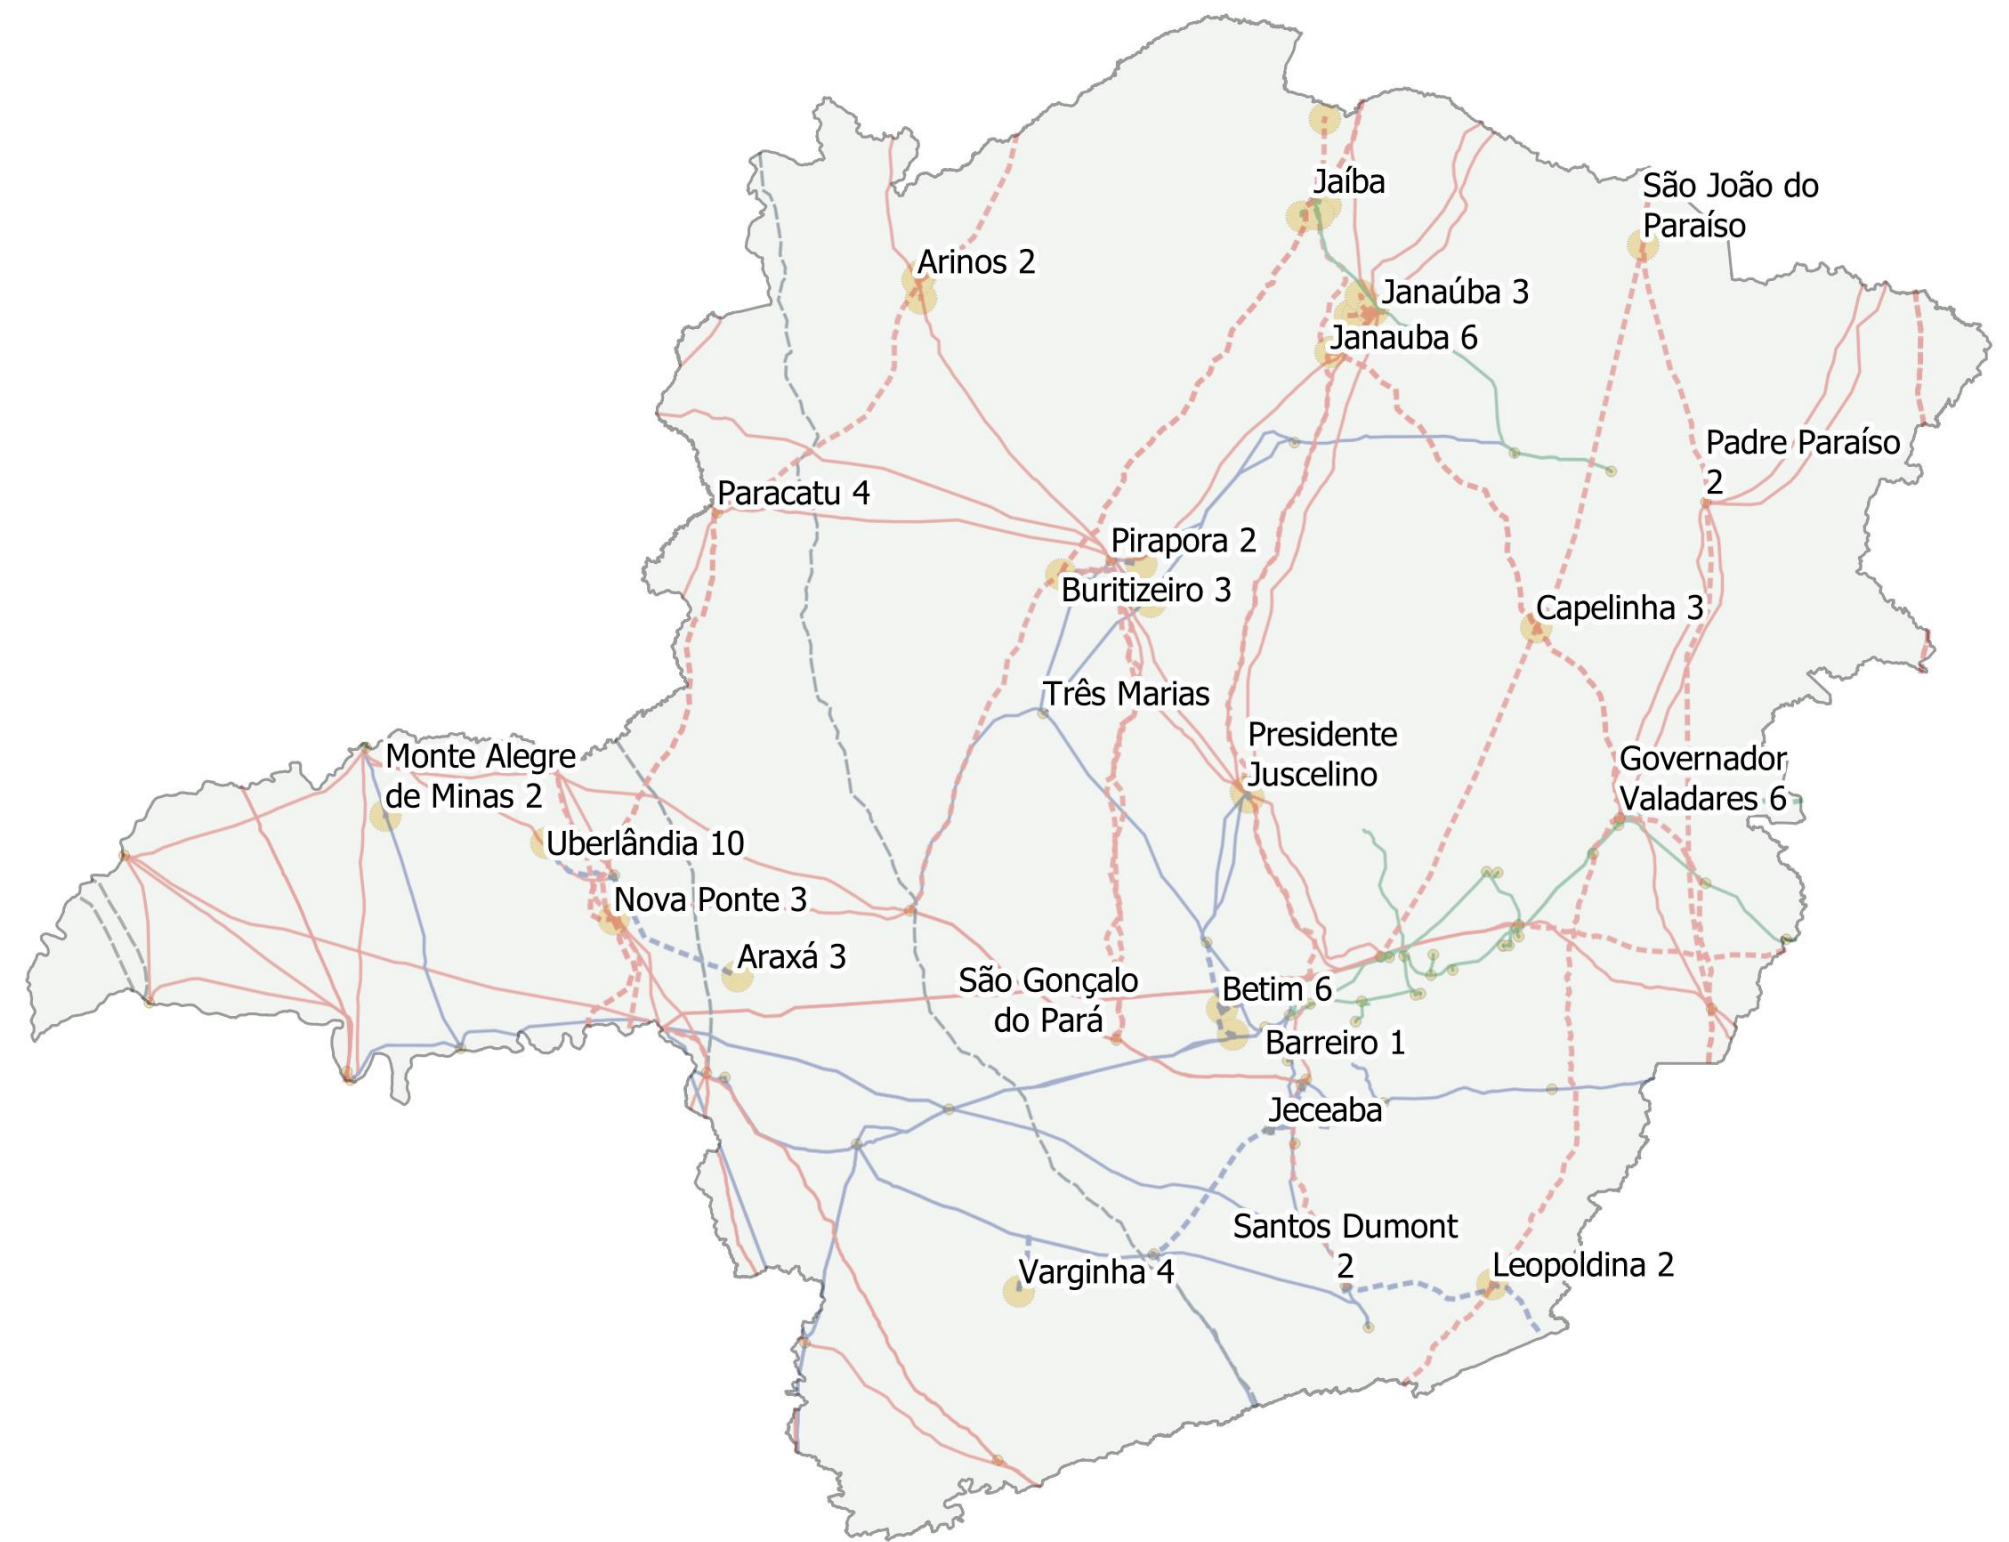 Jaíba
São João do
Paraíso
Arinos 2
Janaúba 3
Janauba 6
Padre Paraíso
2
Paracatu 4
Pirapora 2
Buritizeiro 3
Capelinha 3
Três Marias
Presidente
Juscelino
Monte Alegre
de Minas 2
Governador
Valadares 6
Uberlândia 10
Nova Ponte 3
Araxá 3
São Gonçalo
do Pará
Betim 6
Barreiro 1
Jeceaba
Santos Dumont
2
Varginha 4
Leopoldina 2